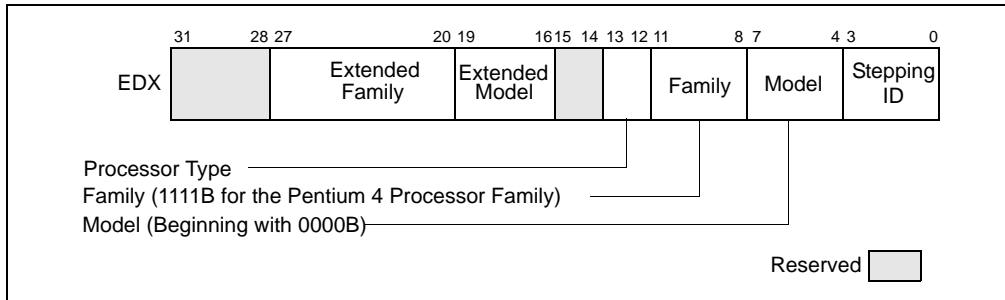 31 28 27 20 19 16 15 14 13 12 11 8 7 4 3 0
EDX
Extended Family
Extended Model
Family
Model
Stepping ID
Processor Type
Family (1111B for the Pentium 4 Processor Family)
Model (Beginning with 0000B)
Reserved